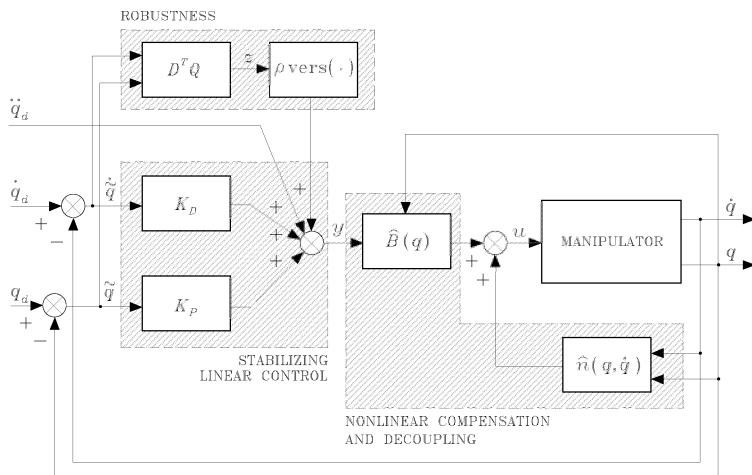 ROBUSTNESS
D^T Q
z
ρ vers( · )
q̈_d
q̇_d
+
−
q̃̇
K_D
+
+
+
+
y
B̂(q)
+
+
u
MANIPULATOR
q̇
q
q_d
+
−
q̃
K_P
STABILIZING
LINEAR CONTROL
n̂(q,q̇)
NONLINEAR COMPENSATION
AND DECOUPLING